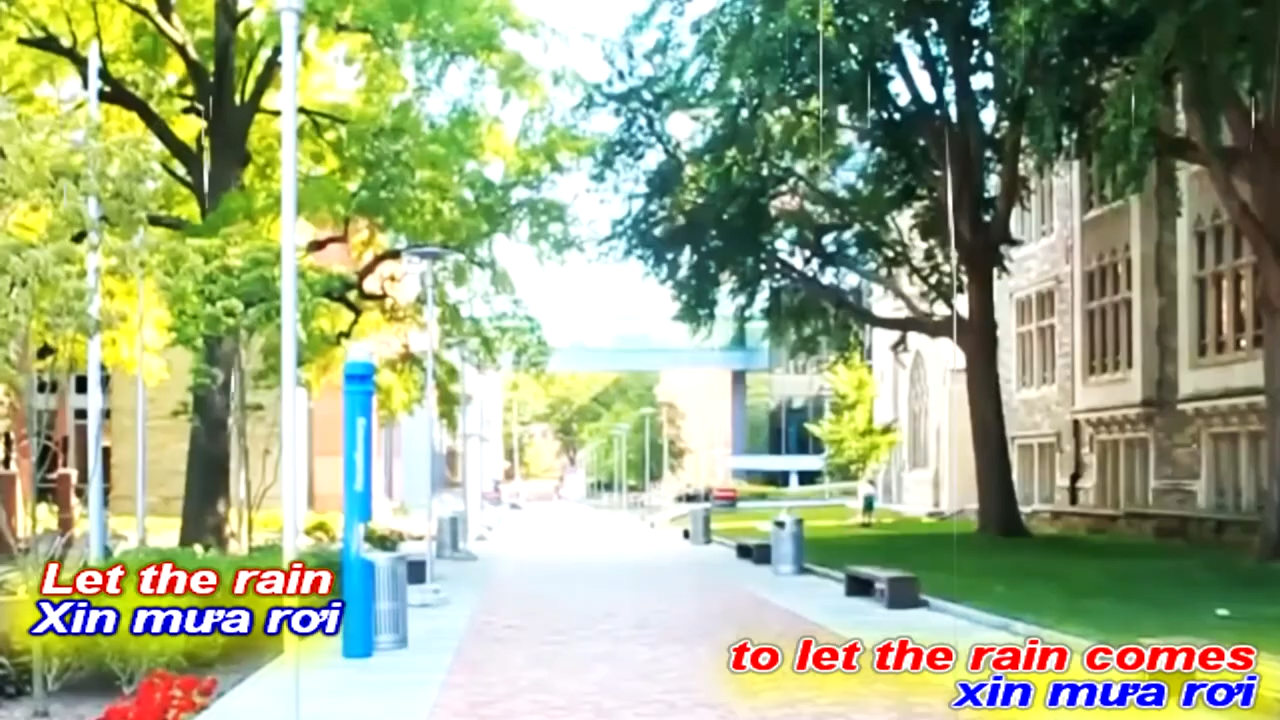 Let the rain
Xin mưa rơi
to let the rain comes
xin mưa rơi